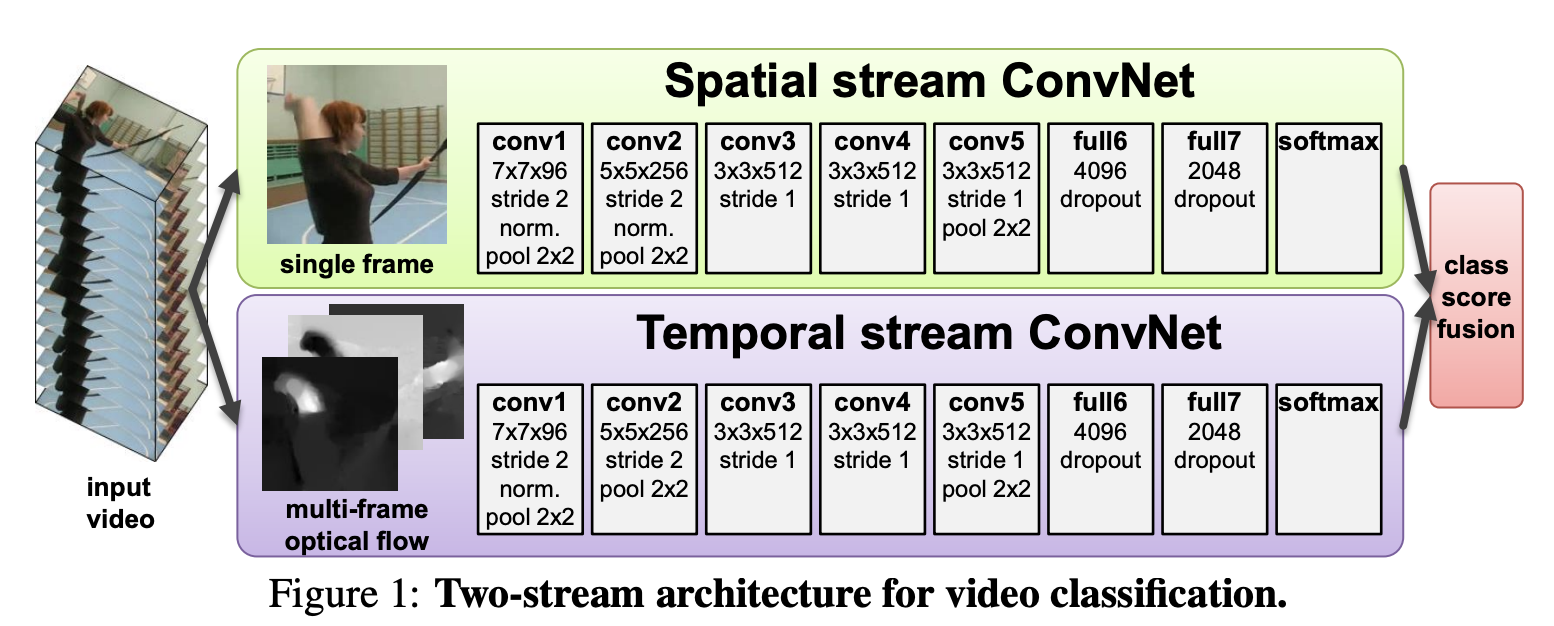 Spatial stream ConvNet
single frame
conv1
7x7x96
stride 2
norm.
pool 2x2
conv2
5x5x256
stride 2
norm.
pool 2x2
conv3
3x3x512
stride 1
conv4
3x3x512
stride 1
conv5
3x3x512
stride 1
pool 2x2
full6
4096
dropout
full7
2048
dropout
softmax
input
video
Temporal stream ConvNet
multi-frame
optical flow
conv1
7x7x96
stride 2
norm.
pool 2x2
conv2
5x5x256
stride 2
pool 2x2
conv3
3x3x512
stride 1
conv4
3x3x512
stride 1
conv5
3x3x512
stride 1
pool 2x2
full6
4096
dropout
full7
2048
dropout
softmax
class
score
fusion
Figure 1: Two-stream architecture for video classification.